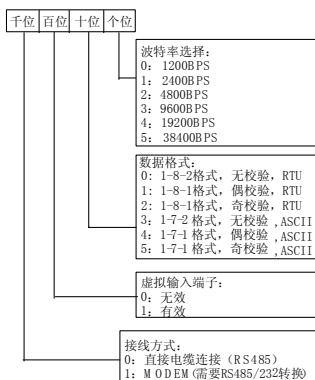 千位 百位 十位 个位
波特率选择：
0：1200BPS
1：2400BPS
2：4800BPS
3：9600BPS
4：19200BPS
5：38400BPS
数据格式：
0：1-8-2格式，无校验，RTU
1：1-8-1格式，偶校验，RTU
2：1-8-1格式，奇校验，RTU
3：1-7-2 格式，无校验 ,ASCII
4：1-7-1 格式，偶校验 ,ASCII
5：1-7-1 格式，奇校验 ,ASCII
虚拟输入端子：
0：无效
1：有效
接线方式：
0：直接电缆连接（RS485）
1：MODEM(需要RS485/232转换)